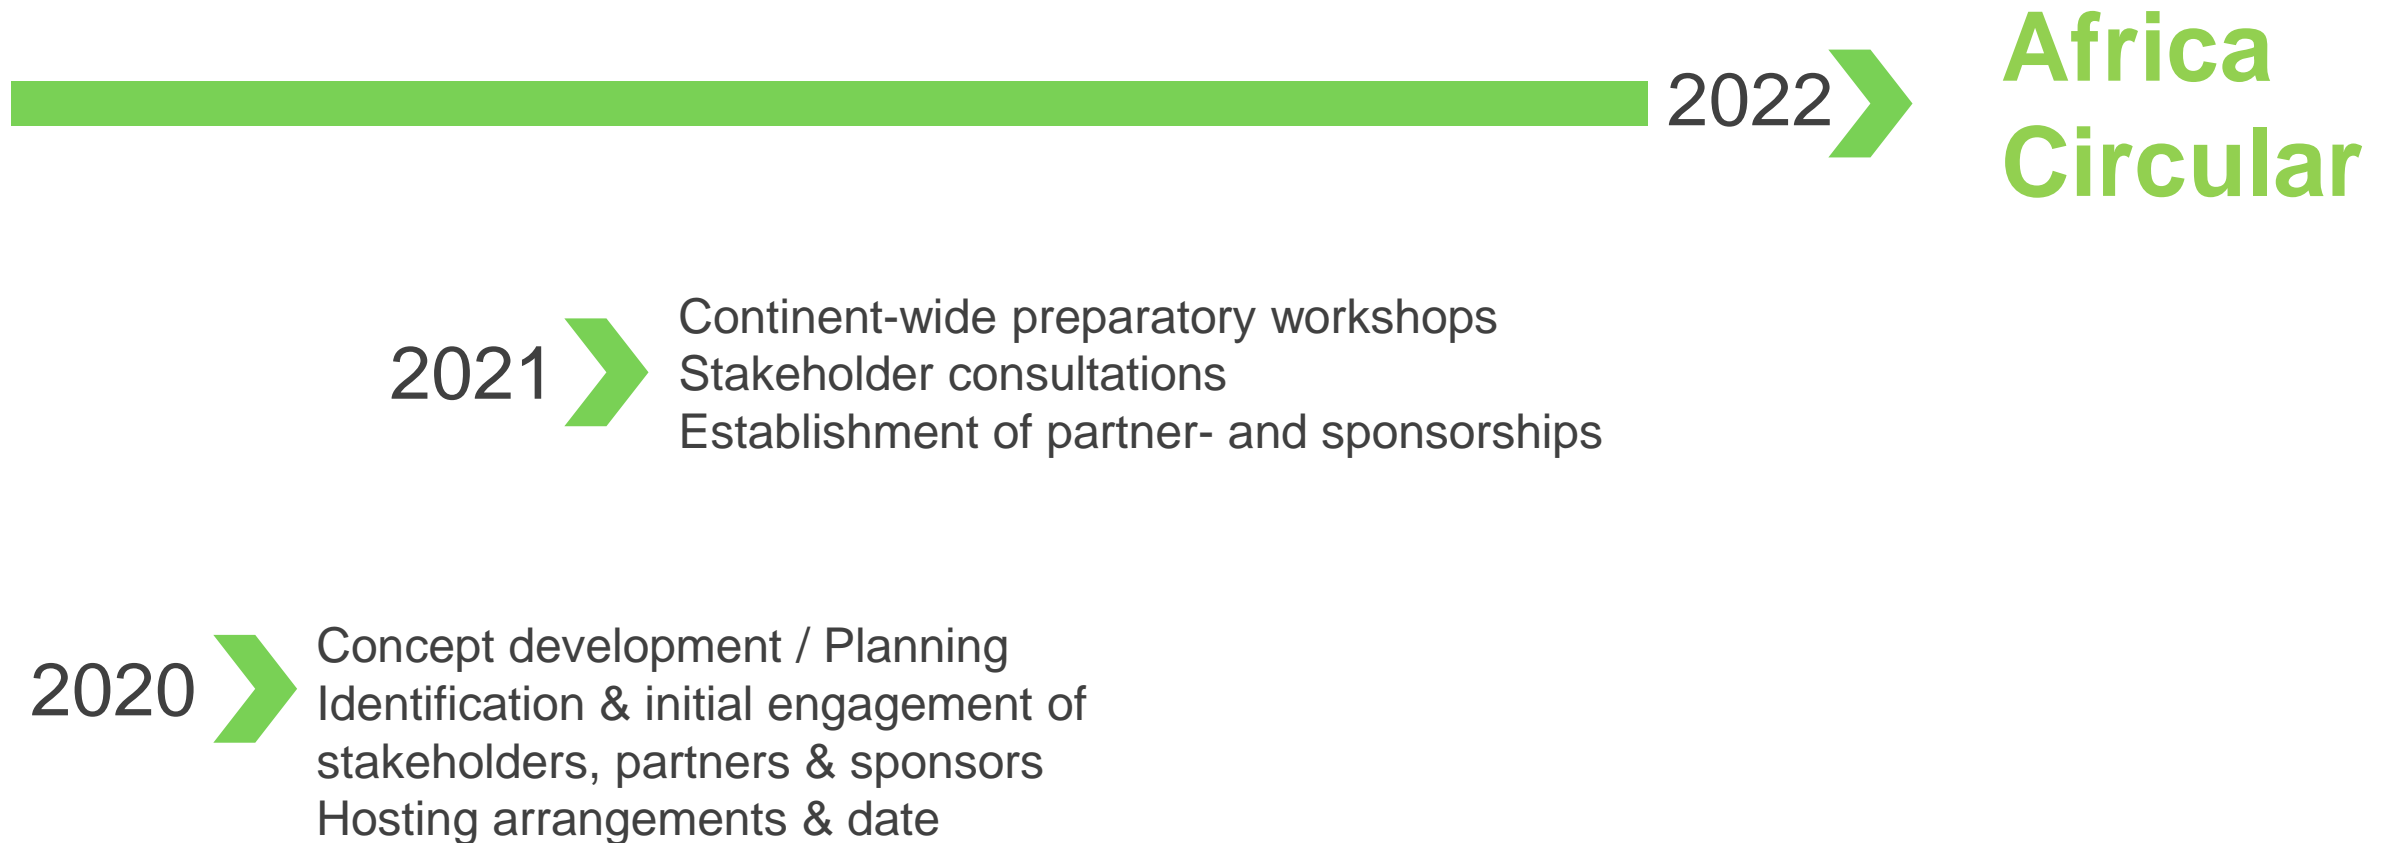 2022
Africa
Circular
2021
Continent-wide preparatory workshops
Stakeholder consultations
Establishment of partner- and sponsorships
2020
Concept development / Planning
Identification & initial engagement of
stakeholders, partners & sponsors
Hosting arrangements & date